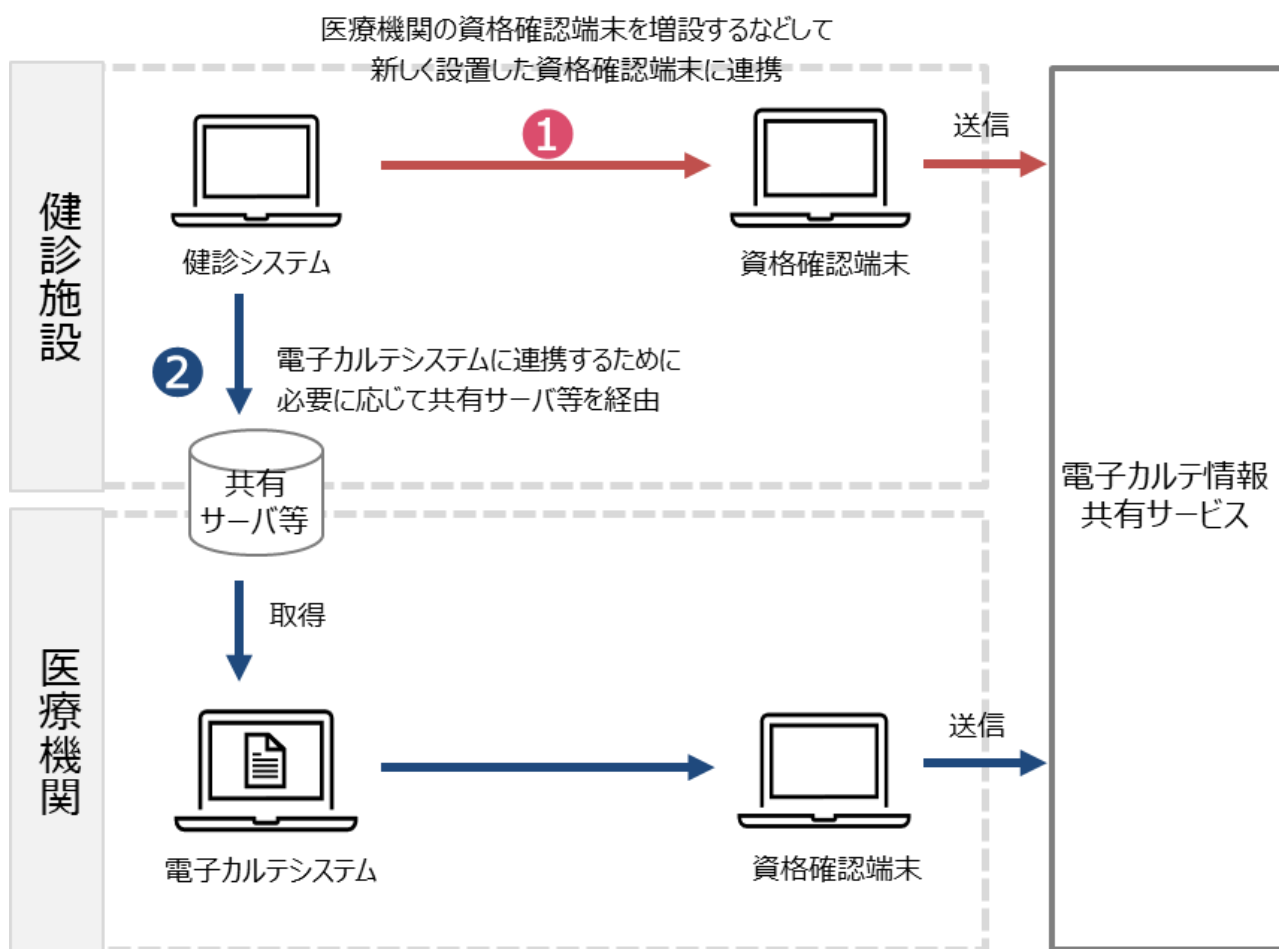 医療機関の資格確認端末を増設するなどして
新しく設置した資格確認端末に連携
健診施設
1
送信
健診システム
資格確認端末
2
電子カルテシステムに連携するために
必要に応じて共有サーバ等を経由
共有
サーバ等
電子カルテ情報
共有サービス
医療機関
取得
送信
電子カルテシステム
資格確認端末